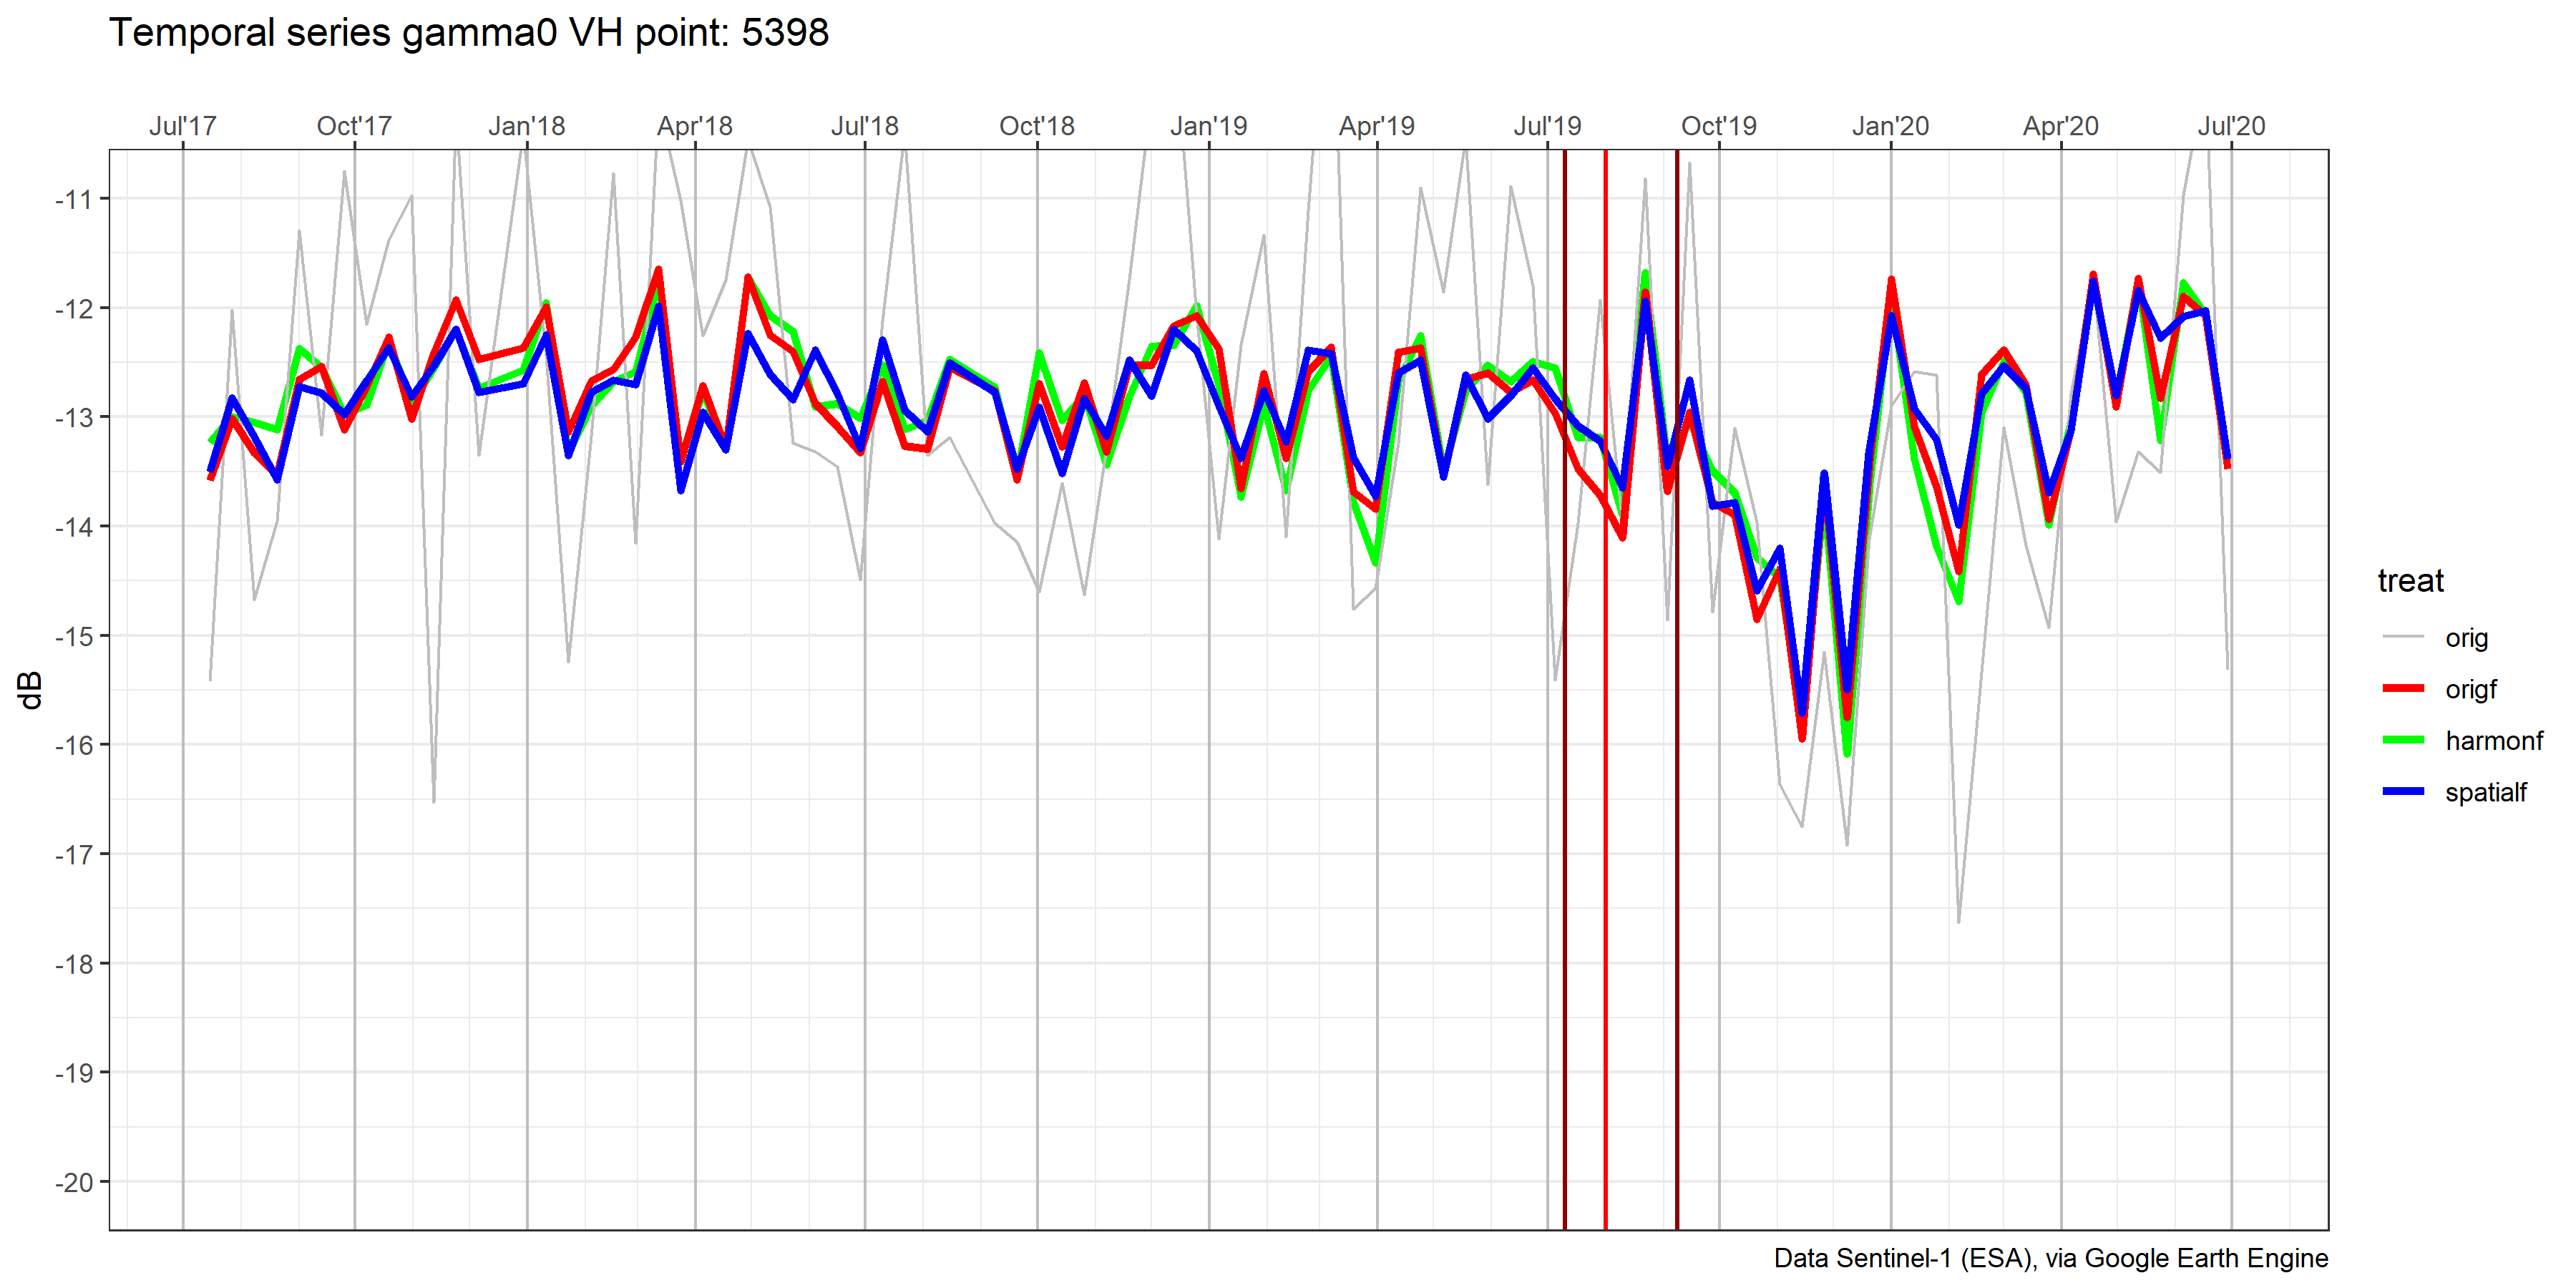 Temporal series gamma0 VH point: 5398
Jul'17 Oct'17 Jan'18 Apr'18 Jul'18 Oct'18 Jan'19 Apr'19 Jul'19 Oct'19 Jan'20 Apr'20 Jul'20
-11
-12
-13
-14
-15
-16
-17
-18
-19
-20
dB
treat
orig
origf
harmonf
spatialf
Data Sentinel-1 (ESA), via Google Earth Engine